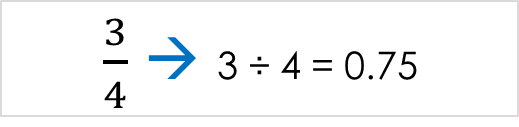 3/4 → 3 ÷ 4 = 0.75